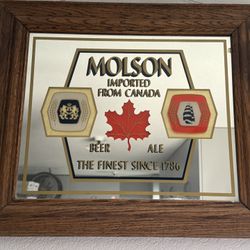 MOLSON
IMPORTED
FROM CANADA
BEER ALE
THE FINEST SINCE 1786